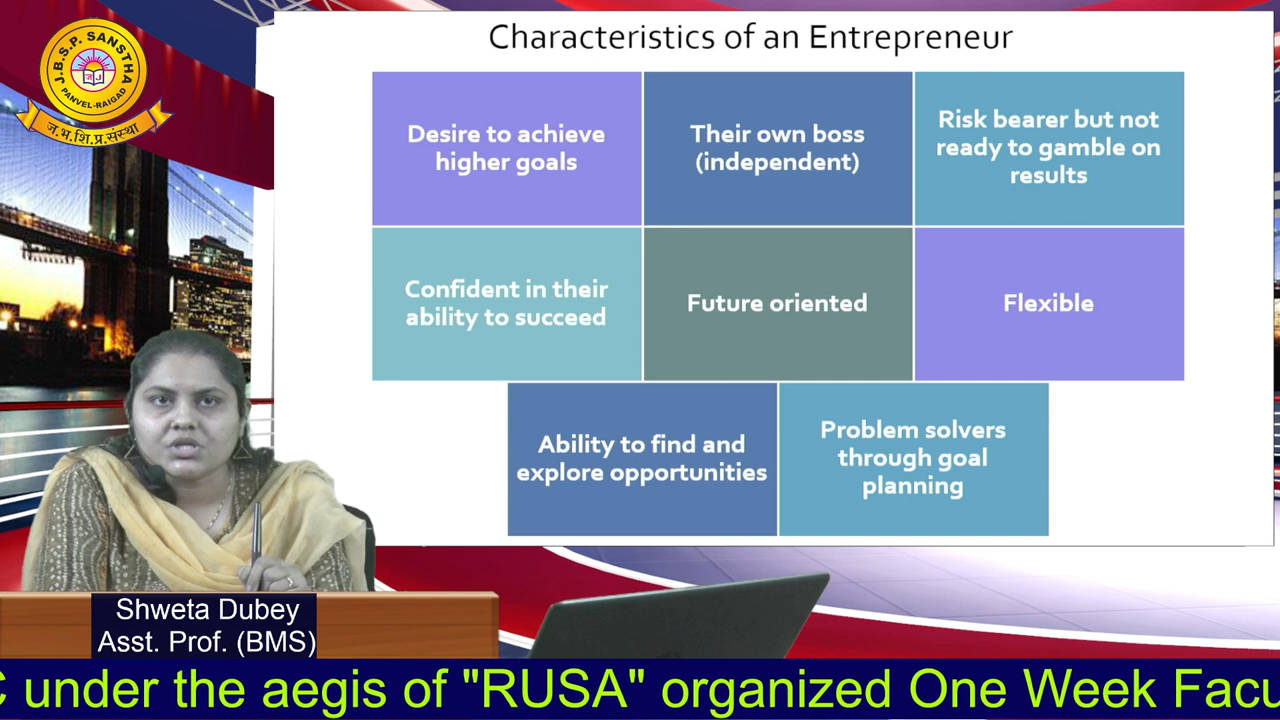 J.B.S.P. SANSTHA
PANVEL-RAIGAD
ज.भ.शि.प्र.संस्था
Characteristics of an Entrepreneur
Desire to achieve
higher goals
Their own boss
(independent)
Risk bearer but not
ready to gamble on
results
Confident in their
ability to succeed
Future oriented
Flexible
Ability to find and
explore opportunities
Problem solvers
through goal
planning
Shweta Dubey
Asst. Prof. (BMS)
under the aegis of "RUSA" organized One Week